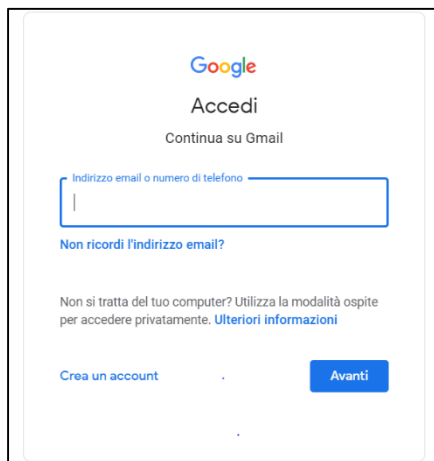 Google
Accedi
Continua su Gmail
Indirizzo email o numero di telefono
Non ricordi l'indirizzo email?
Non si tratta del tuo computer? Utilizza la modalità ospite
per accedere privatamente. Ulteriori informazioni
Crea un account
Avanti